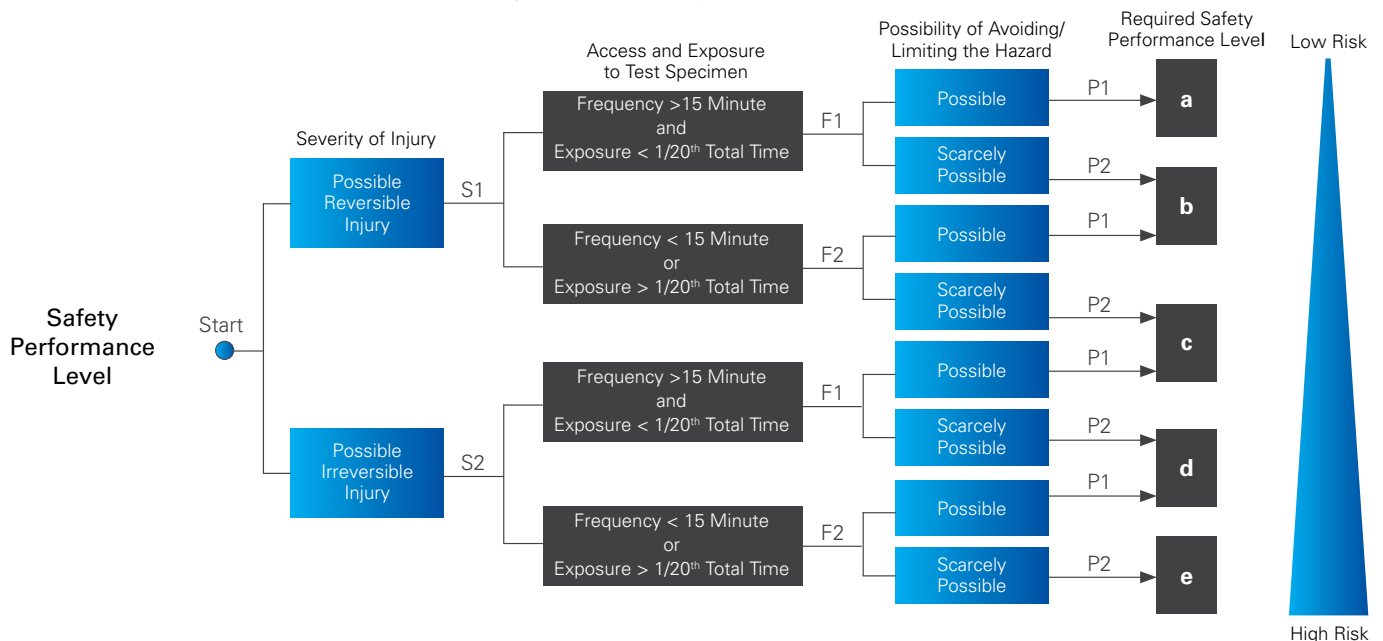 Safety
Performance
Level
Start
Severity of Injury
Possible
Reversible
Injury
S1
Possible
Irreversible
Injury
S2
Access and Exposure
to Test Specimen
Frequency >15 Minute
and
Exposure < 1/20th Total Time
F1
Frequency < 15 Minute
or
Exposure > 1/20th Total Time
F2
Frequency >15 Minute
and
Exposure < 1/20th Total Time
F1
Frequency < 15 Minute
or
Exposure > 1/20th Total Time
F2
Possibility of Avoiding/
Limiting the Hazard
Possible
P1
Scarcely
Possible
P2
Possible
P1
Scarcely
Possible
P2
Possible
P1
Scarcely
Possible
P2
Possible
P1
Scarcely
Possible
P2
Required Safety
Performance Level
a
b
c
d
e
Low Risk
High Risk